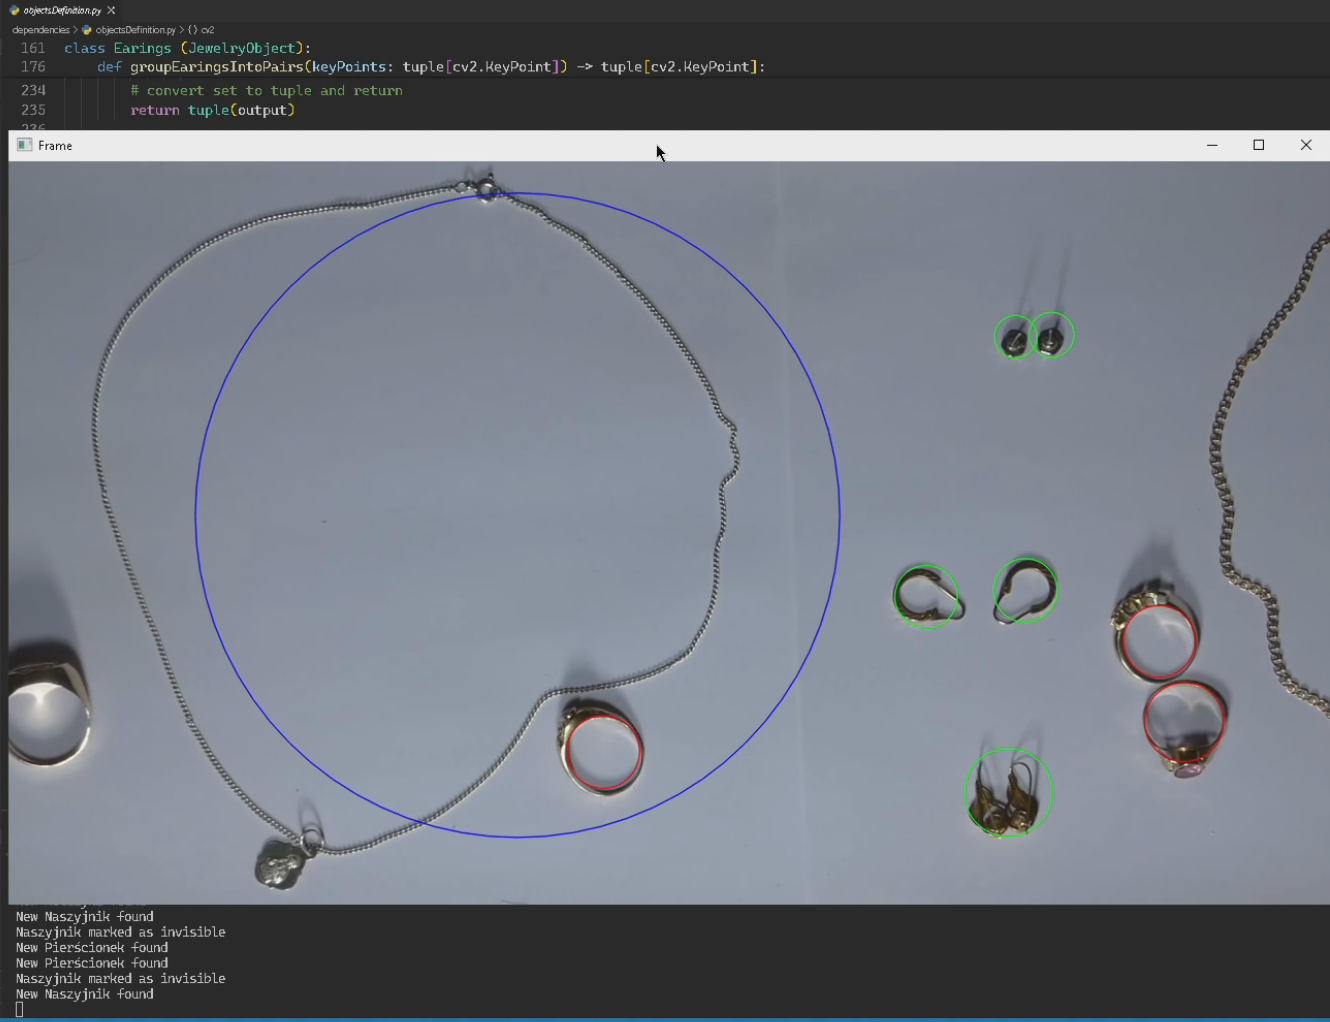 objectsDefinition.py
dependencies > objectsDefinition.py > {} cv2
161 class Earings (JewelryObject):
176 def groupEaringsIntoPairs(keyPoints: tuple[cv2.KeyPoint]) -> tuple[cv2.KeyPoint]:
234 # convert set to tuple and return
235 return tuple(output)
236
Frame
New Naszyjnik found
Naszyjnik marked as invisible
New Pierścionek found
New Pierścionek found
Naszyjnik marked as invisible
New Naszyjnik found